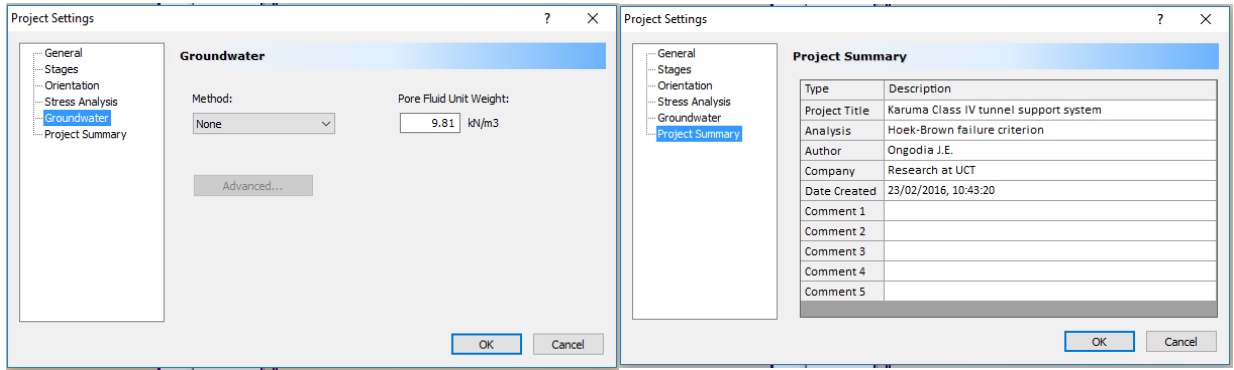 Project Settings
? ×
General
Stages
Orientation
Stress Analysis
Groundwater
Project Summary
Groundwater
Method:
None
Pore Fluid Unit Weight:
9.81 kN/m3
Advanced...
OK Cancel
Project Settings
? ×
General
Stages
Orientation
Stress Analysis
Groundwater
Project Summary
Project Summary
Type Description
Project Title Karuma Class IV tunnel support system
Analysis Hoek-Brown failure criterion
Author Ongodia J.E.
Company Research at UCT
Date Created 23/02/2016, 10:43:20
Comment 1
Comment 2
Comment 3
Comment 4
Comment 5
OK Cancel